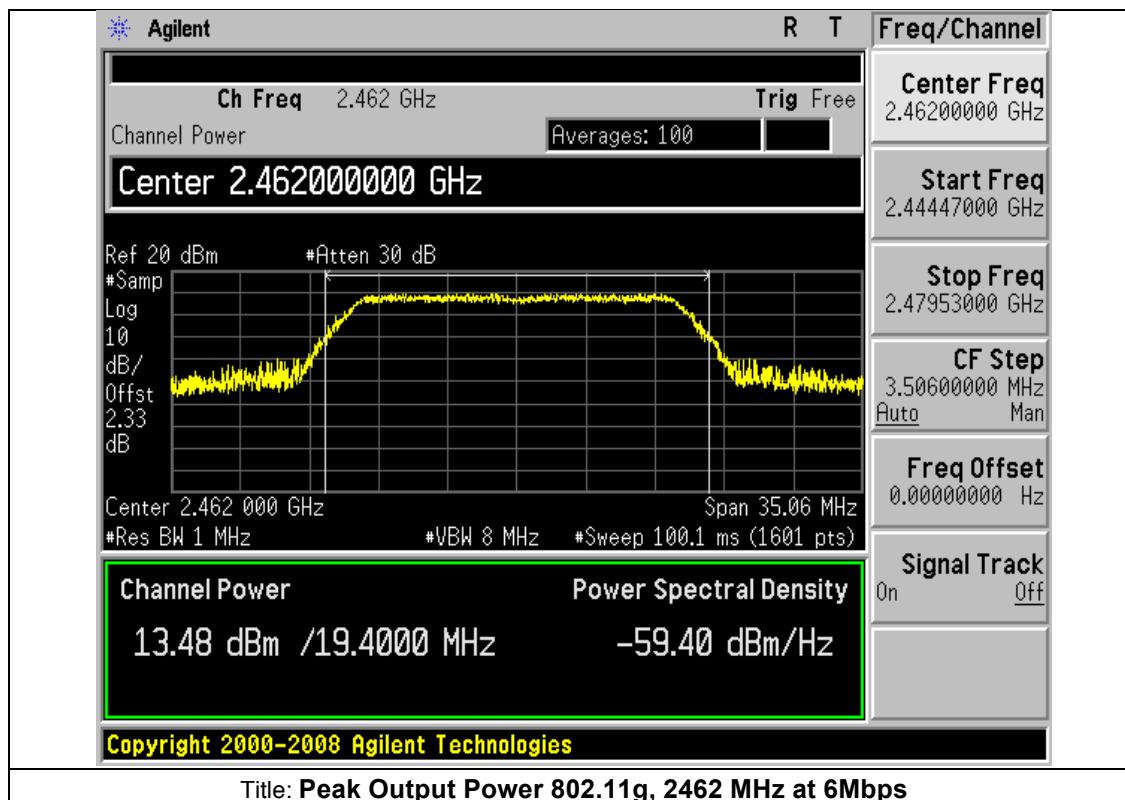 Agilent R T
Freq/Channel
Ch Freq 2.462 GHz Trig Free
Channel Power Averages: 100
Center 2.462000000 GHz
Ref 20 dBm #Atten 30 dB
#Samp
Log
10
dB/
Offst
2.33
dB
Center 2.462 000 GHz Span 35.06 MHz
#Res BW 1 MHz #VBW 8 MHz #Sweep 100.1 ms (1601 pts)
Channel Power Power Spectral Density
13.48 dBm /19.4000 MHz -59.40 dBm/Hz
Center Freq
2.46200000 GHz
Start Freq
2.44447000 GHz
Stop Freq
2.47953000 GHz
CF Step
3.50600000 MHz
Auto Man
Freq Offset
0.00000000 Hz
Signal Track
On Off
Copyright 2000-2008 Agilent Technologies
Title: Peak Output Power 802.11g, 2462 MHz at 6Mbps